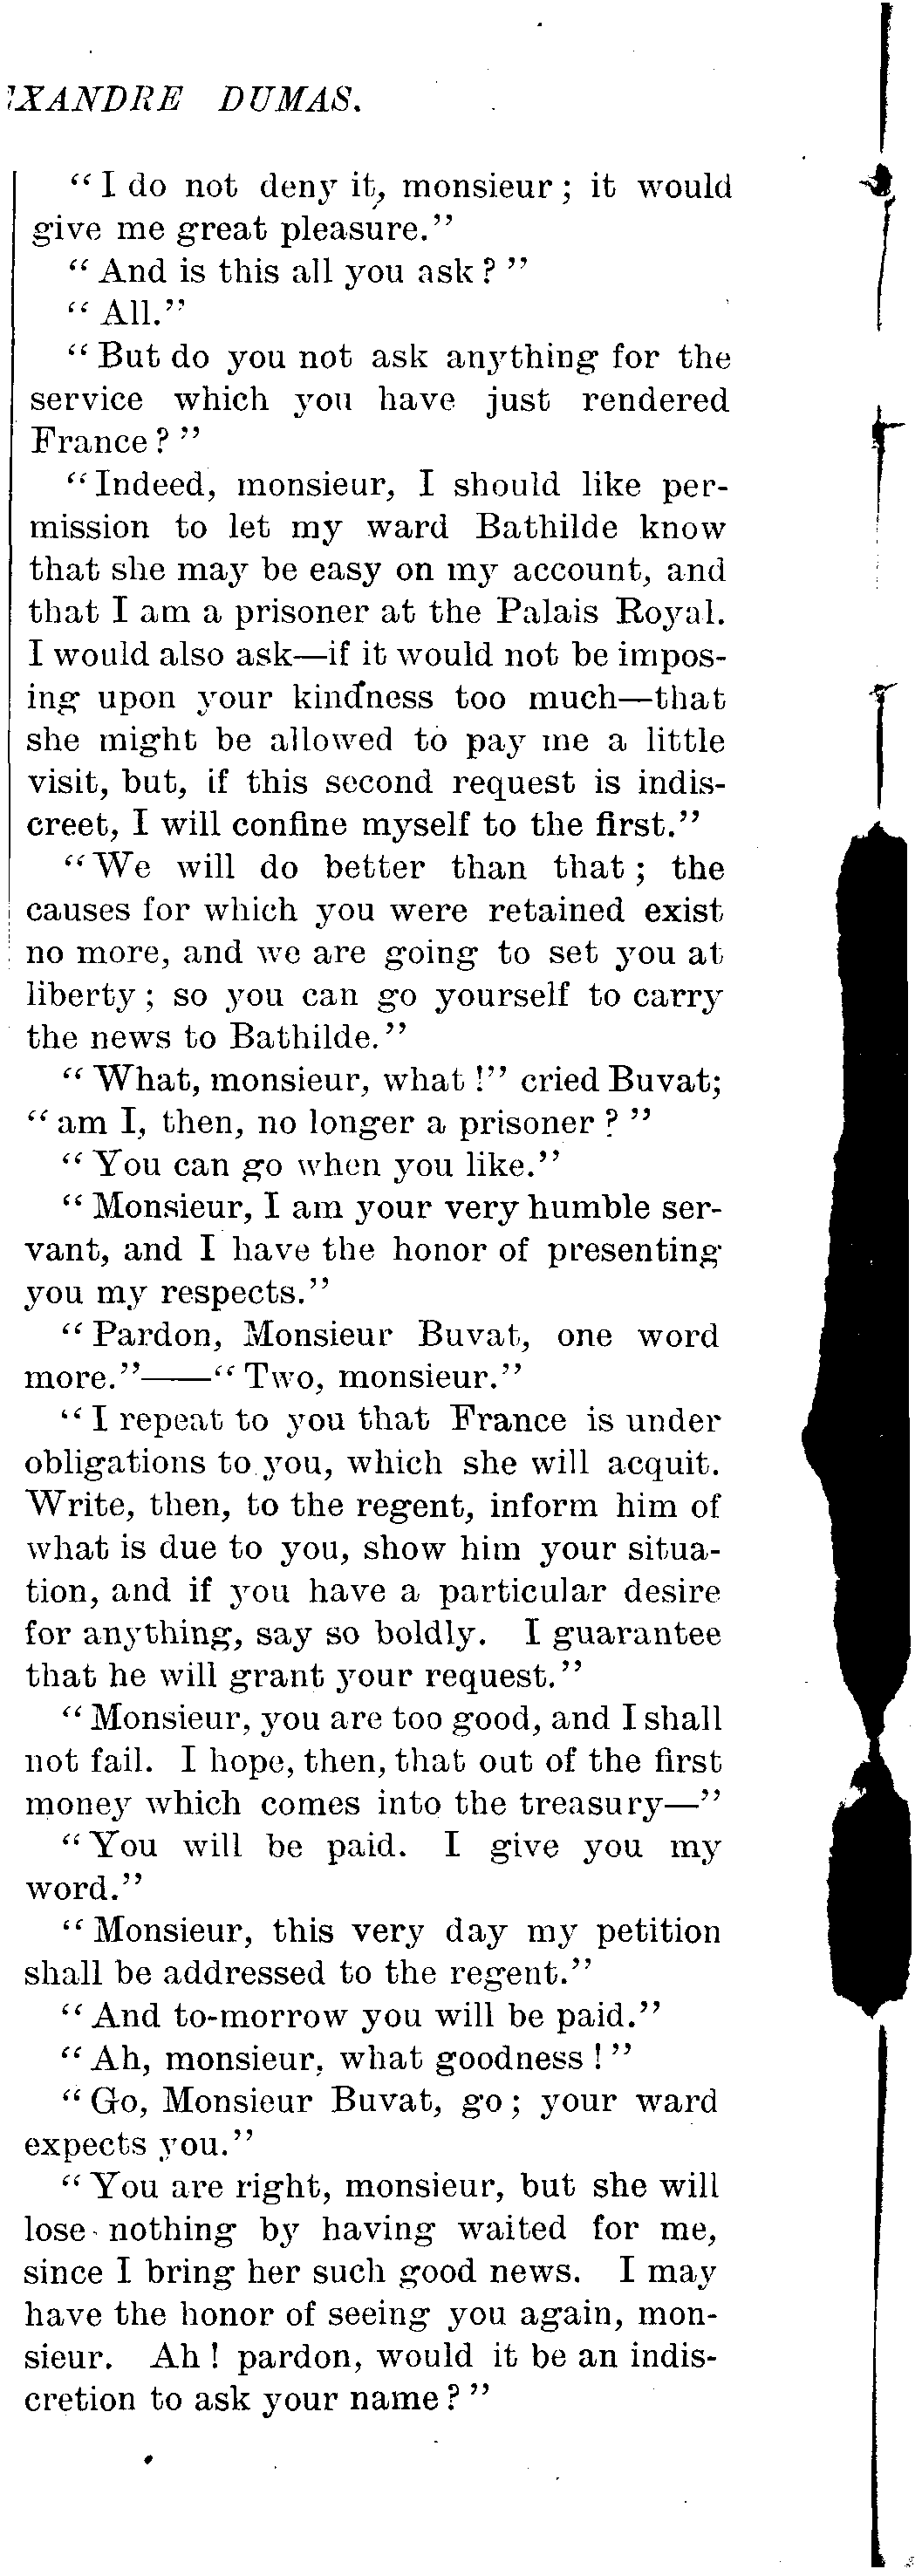 XANDRE DUMAS.
"I do not deny it, monsieur; it would
give me great pleasure."
"And is this all you ask?"
"All."
"But do you not ask anything for the
service which you have just rendered
France?"
"Indeed, monsieur, I should like per-
mission to let my ward Bathilde know
that she may be easy on my account, and
that I am a prisoner at the Palais Royal.
I would also ask—if it would not be impos-
ing upon your kindness too much—that
she might be allowed to pay me a little
visit, but, if this second request is indis-
creet, I will confine myself to the first."
"We will do better than that; the
causes for which you were retained exist
no more, and we are going to set you at
liberty; so you can go yourself to carry
the news to Bathilde."
"What, monsieur, what!" cried Buvat;
"am I, then, no longer a prisoner?"
"You can go when you like."
"Monsieur, I am your very humble ser-
vant, and I have the honor of presenting
you my respects."
"Pardon, Monsieur Buvat, one word
more."——"Two, monsieur."
"I repeat to you that France is under
obligations to you, which she will acquit.
Write, then, to the regent, inform him of
what is due to you, show him your situa-
tion, and if you have a particular desire
for anything, say so boldly. I guarantee
that he will grant your request."
"Monsieur, you are too good, and I shall
not fail. I hope, then, that out of the first
money which comes into the treasury—"
"You will be paid. I give you my
word."
"Monsieur, this very day my petition
shall be addressed to the regent."
"And to-morrow you will be paid."
"Ah, monsieur, what goodness!"
"Go, Monsieur Buvat, go; your ward
expects you."
"You are right, monsieur, but she will
lose nothing by having waited for me,
since I bring her such good news. I may
have the honor of seeing you again, mon-
sieur. Ah! pardon, would it be an indis-
cretion to ask your name?"